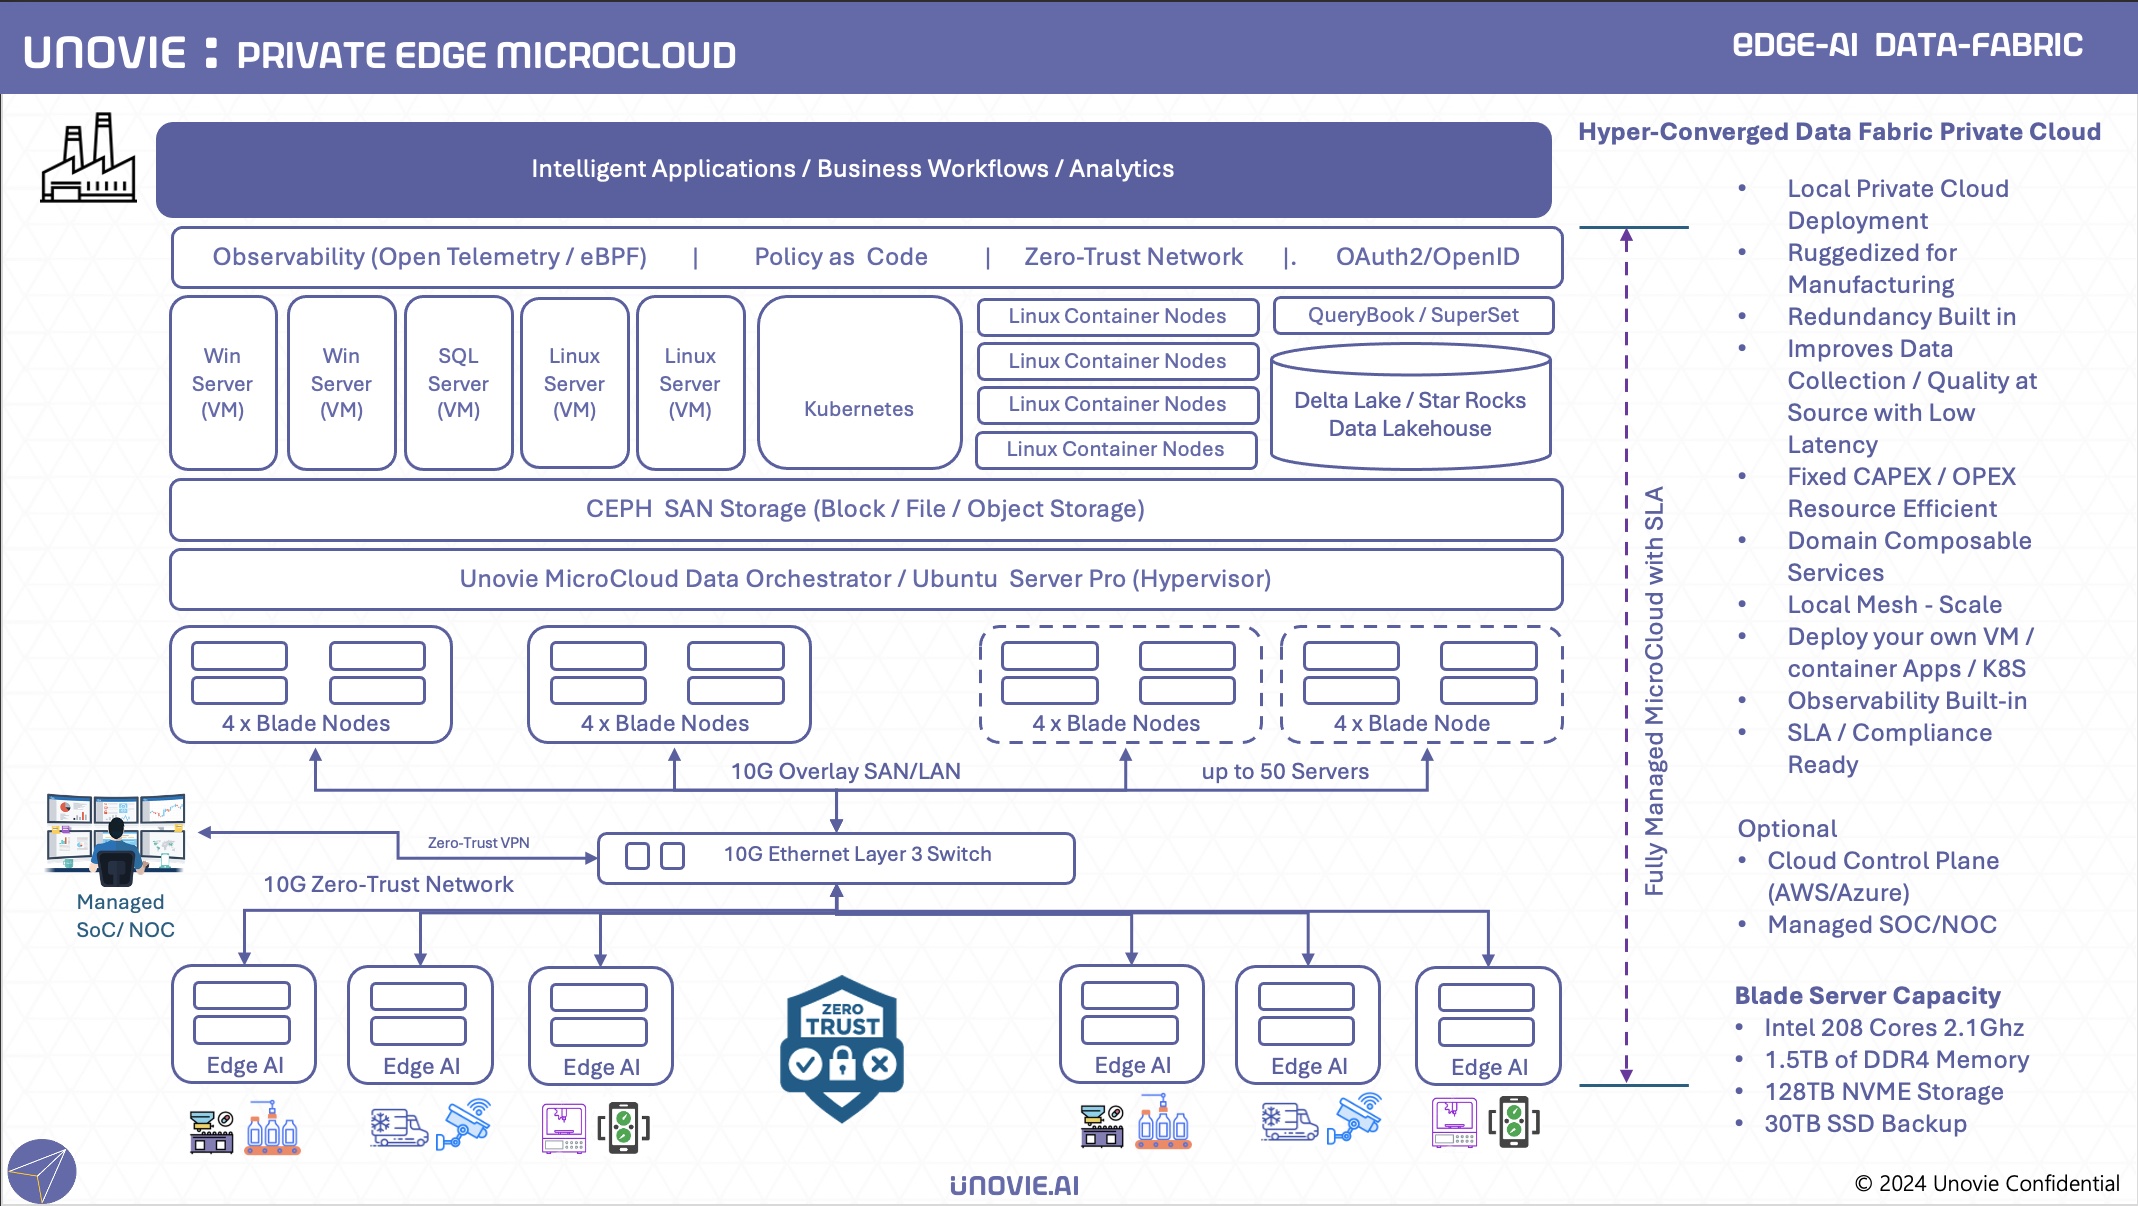 UNOVIE : PRIVATE EDGE MICROCLOUD
EDGE-AI DATA-FABRIC
Intelligent Applications / Business Workflows / Analytics
Observability (Open Telemetry / eBPF) | Policy as Code | Zero-Trust Network |. OAuth2/OpenID
Win
Server
(VM)
Win
Server
(VM)
SQL
Server
(VM)
Linux
Server
(VM)
Linux
Server
(VM)
Kubernetes
Linux Container Nodes
Linux Container Nodes
Linux Container Nodes
Linux Container Nodes
QueryBook / SuperSet
Delta Lake / Star Rocks
Data Lakehouse
CEPH SAN Storage (Block / File / Object Storage)
Unovie MicroCloud Data Orchestrator / Ubuntu Server Pro (Hypervisor)
4 x Blade Nodes
4 x Blade Nodes
4 x Blade Nodes
4 x Blade Node
10G Overlay SAN/LAN
up to 50 Servers
Zero-Trust VPN
10G Ethernet Layer 3 Switch
10G Zero-Trust Network
Managed
SoC/ NOC
Edge AI
Edge AI
Edge AI
ZERO
TRUST
Edge AI
Edge AI
Edge AI
Fully Managed MicroCloud with SLA
Hyper-Converged Data Fabric Private Cloud
• Local Private Cloud
Deployment
• Ruggedized for
Manufacturing
• Redundancy Built in
• Improves Data
Collection / Quality at
Source with Low
Latency
• Fixed CAPEX / OPEX
Resource Efficient
• Domain Composable
Services
• Local Mesh - Scale
• Deploy your own VM /
container Apps / K8S
• Observability Built-in
• SLA / Compliance
Ready
Optional
• Cloud Control Plane
(AWS/Azure)
• Managed SOC/NOC
Blade Server Capacity
• Intel 208 Cores 2.1Ghz
• 1.5TB of DDR4 Memory
• 128TB NVME Storage
• 30TB SSD Backup
UNOVIE.AI
© 2024 Unovie Confidential